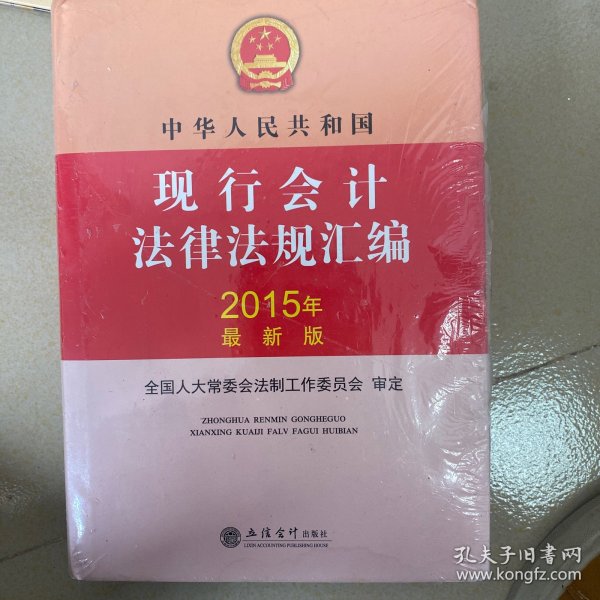 中华人民共和国
现行会计
法律法规汇编
2015年
最新版
全国人大常委会法制工作委员会 审定
ZHONGHUA RENMIN GONGHEGUO
XIANXING KUAIJI FALV FAGUI HUIBIAN
立信会计出版社
LIXIN ACCOUNTING PUBLISHING HOUSE
孔夫子旧书网
www.kongfz.com